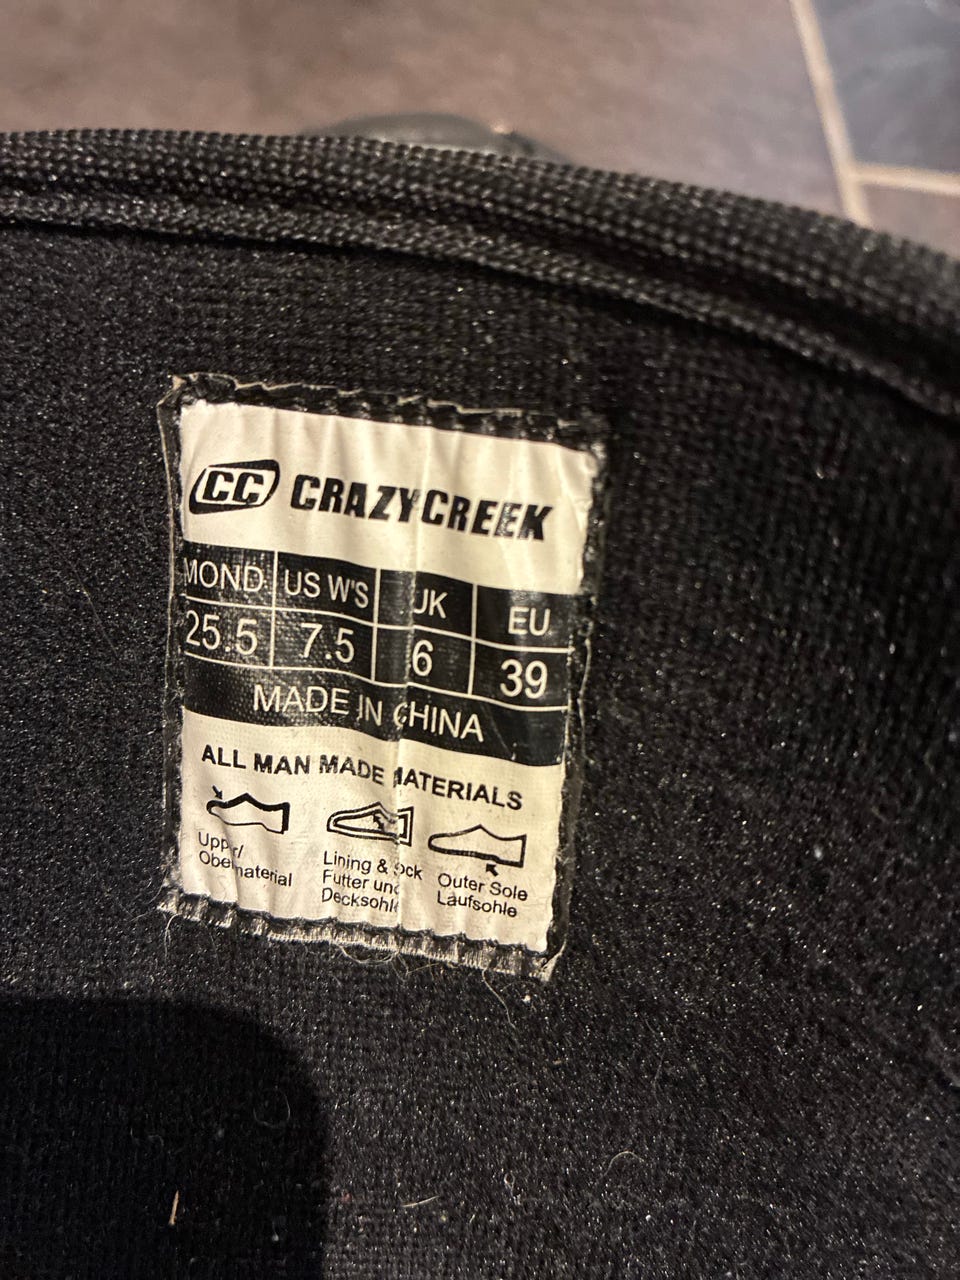 CC CRAZYCREEK
MOND US W'S UK EU
25.5 7.5 6 39
MADE IN CHINA
ALL MAN MADE MATERIALS
Upper/
Obermaterial
Lining & Sock
Futter und
Decksohle
Outer Sole
Laufsohle